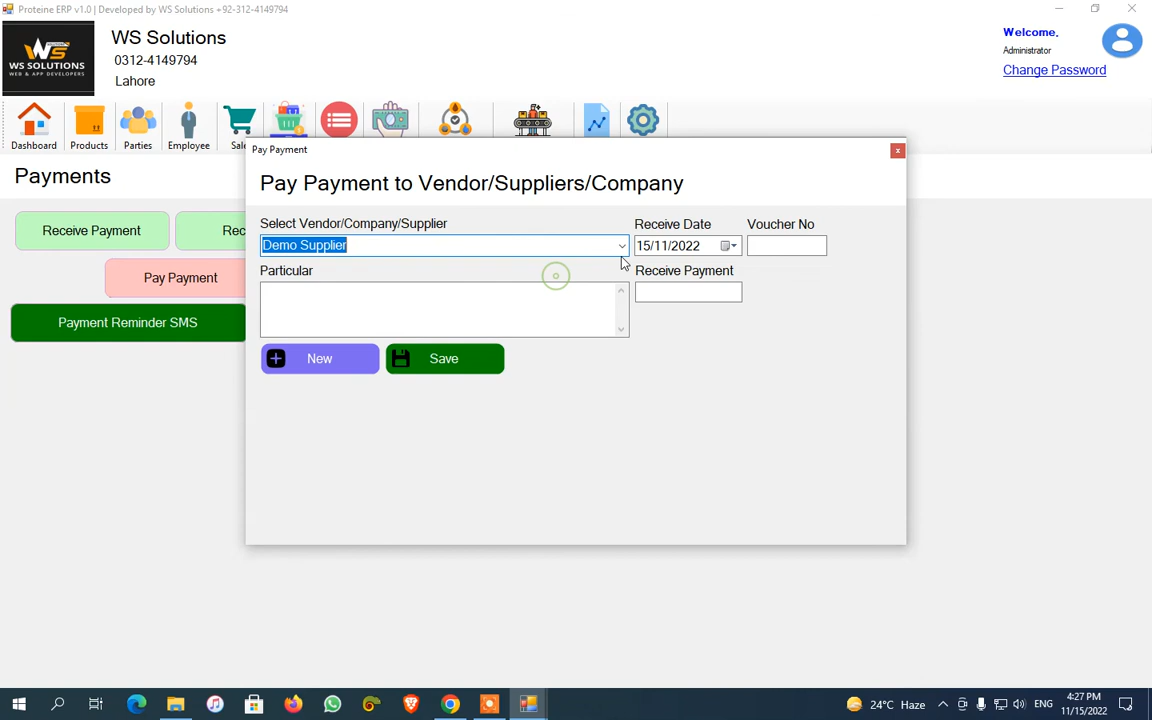 Proteine ERP v1.0 | Developed by WS Solutions +92-312-4149794
WS SOLUTIONS
WEB & APP DEVELOPERS
WS Solutions
0312-4149794
Lahore
Welcome.
Administrator
Change Password
Dashboard
Products
Parties
Employee
Sale
Payments
Receive Payment
Rec
Pay Payment
Payment Reminder SMS
Pay Payment
x
Pay Payment to Vendor/Suppliers/Company
Select Vendor/Company/Supplier
Receive Date
Voucher No
Demo Supplier
15/11/2022
Particular
Receive Payment
New
Save
24°C Haze
ENG
4:27 PM
11/15/2022